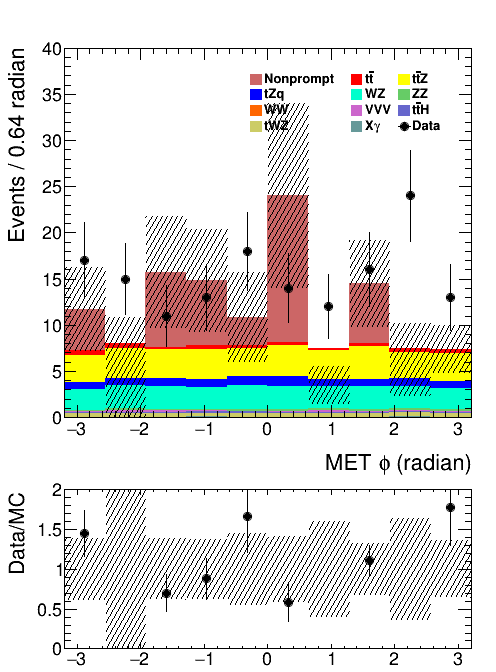 40
35
30
25
20
15
10
5
0
Events / 0.64 radian
Nonprompt tt̄ tt̄Z
tZq WZ ZZ
WW VVV tt̄H
tWZ Xγ Data
−3 −2 −1 0 1 2 3
MET ϕ (radian)
2
1.5
1
0.5
0
Data/MC
−3 −2 −1 0 1 2 3